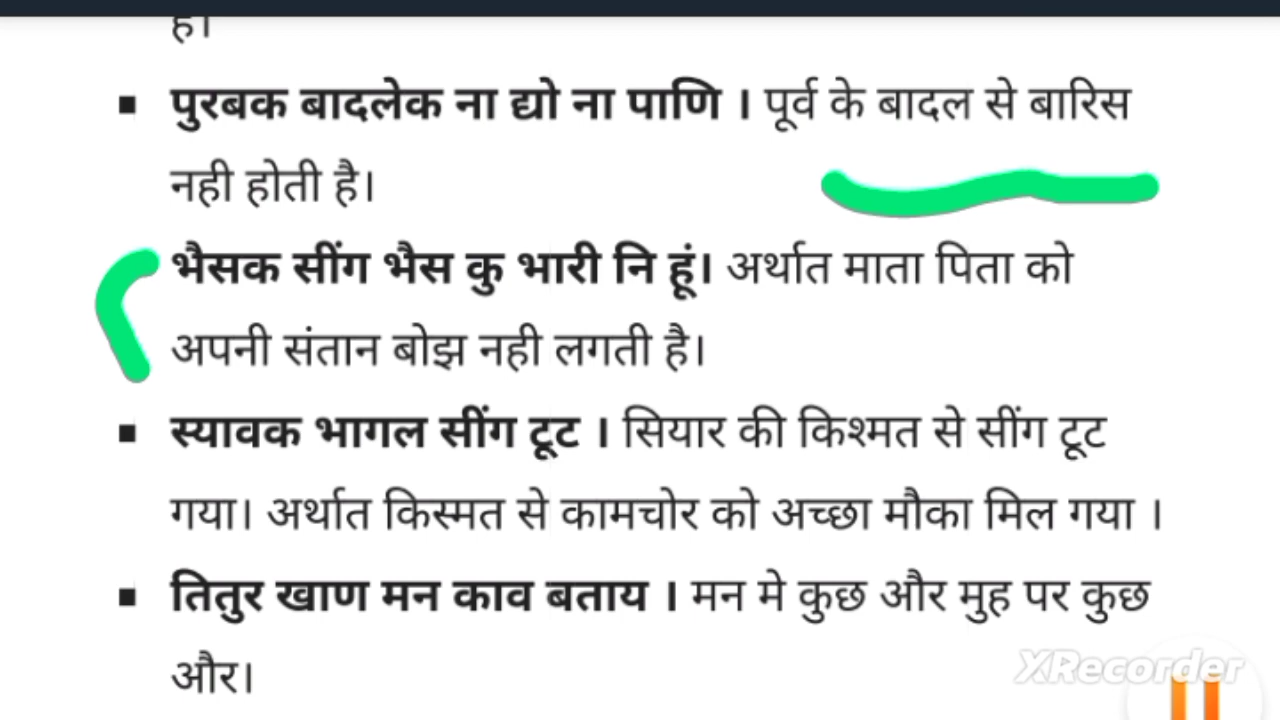 है।
▪ पुरबक बादलेक ना द्यो ना पाणि । पूर्व के बादल से बारिस
नही होती है।
भैसक सींग भैस कु भारी नि हूं। अर्थात माता पिता को
अपनी संतान बोझ नही लगती है।
▪ स्यावक भागल सींग टूट । सियार की किश्मत से सींग टूट
गया। अर्थात किस्मत से कामचोर को अच्छा मौका मिल गया ।
▪ तितुर खाण मन काव बताय । मन मे कुछ और मुह पर कुछ
और।
XRecorder